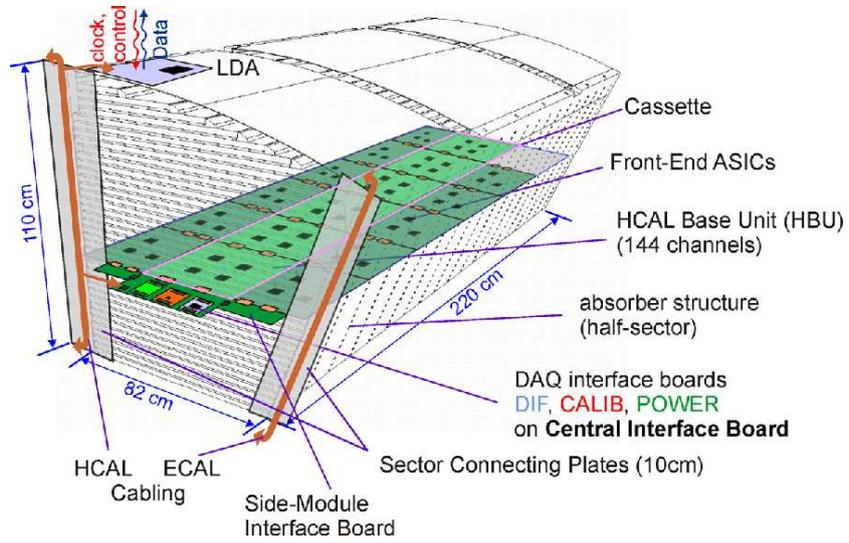 clock,
control
Data
LDA
Cassette
Front-End ASICs
110 cm
HCAL Base Unit (HBU)
(144 channels)
220 cm
absorber structure
(half-sector)
82 cm
DAQ interface boards
DIF, CALIB, POWER
on Central Interface Board
HCAL ECAL
Cabling
Sector Connecting Plates (10cm)
Side-Module
Interface Board